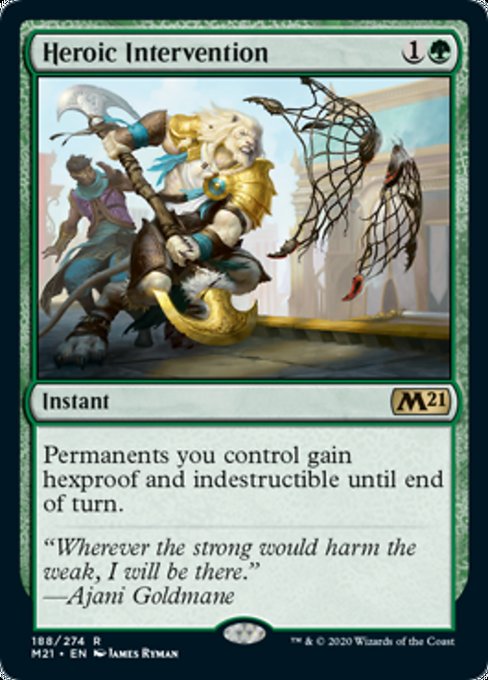 Heroic Intervention 1
Instant M21
Permanents you control gain
hexproof and indestructible until end
of turn.
“Wherever the strong would harm the
weak, I will be there.”
—Ajani Goldmane
188/274 R ™ & © 2020 Wizards of the Coast
M21 • EN James Ryman